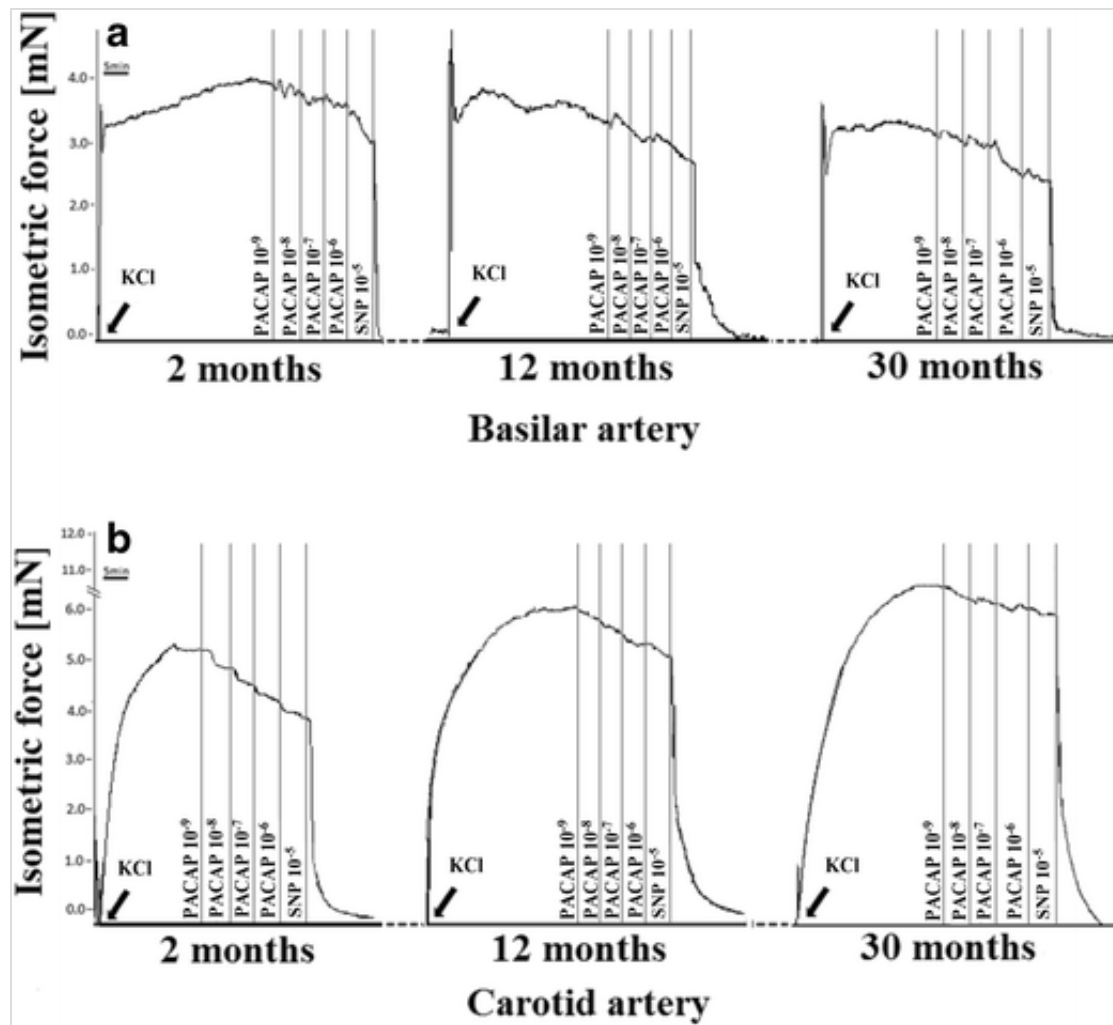 a
Isometric force [mN]
4.0
3.0
2.0
1.0
0.0
5min
KCl
PACAP 10-9
PACAP 10-8
PACAP 10-7
PACAP 10-6
SNP 10-5
KCl
PACAP 10-9
PACAP 10-8
PACAP 10-7
PACAP 10-6
SNP 10-5
KCl
PACAP 10-9
PACAP 10-8
PACAP 10-7
PACAP 10-6
SNP 10-5
2 months
12 months
30 months
Basilar artery
b
Isometric force [mN]
12.0
11.0
6.0
5.0
4.0
3.0
2.0
1.0
0.0
5min
KCl
PACAP 10-9
PACAP 10-8
PACAP 10-7
PACAP 10-6
SNP 10-5
KCl
PACAP 10-9
PACAP 10-8
PACAP 10-7
PACAP 10-6
SNP 10-5
KCl
PACAP 10-9
PACAP 10-8
PACAP 10-7
PACAP 10-6
SNP 10-5
2 months
12 months
30 months
Carotid artery